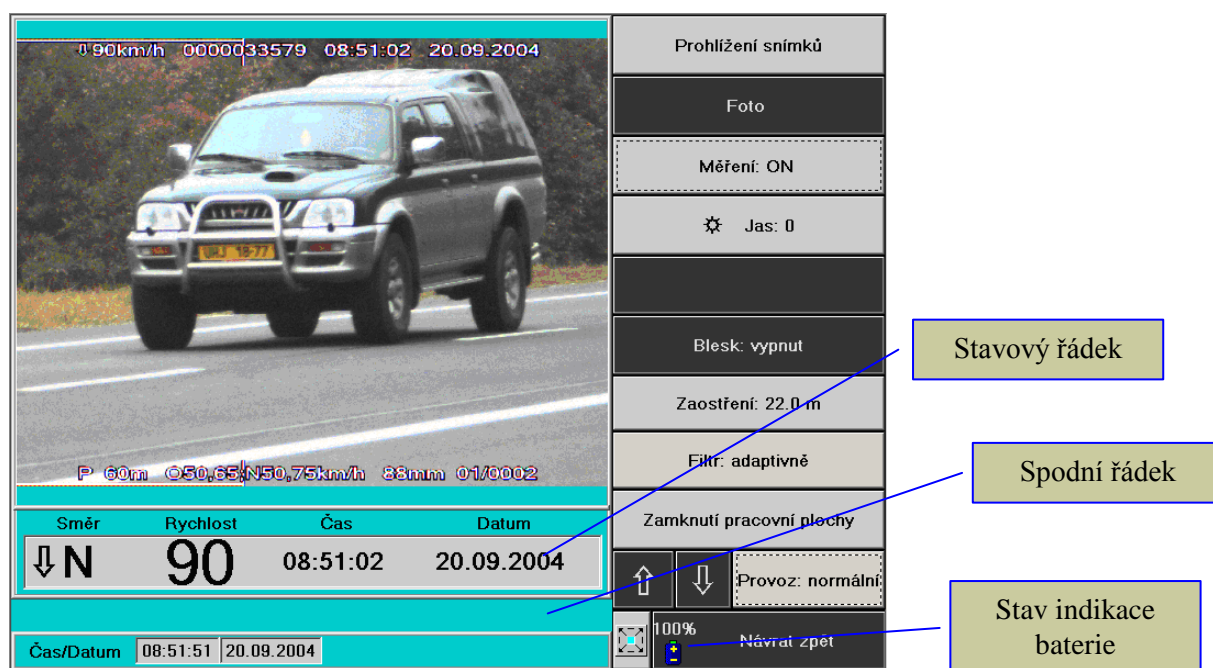 ⇩90km/h 0000033579 08:51:02 20.09.2004
UHJ 18-77
P 60m O50,65;N50,75km/h 88mm 01/0002
Směr Rychlost Čas Datum
⇩N 90 08:51:02 20.09.2004
Čas/Datum 08:51:51 20.09.2004
Prohlížení snímků
Foto
Měření: ON
Jas: 0
Blesk: vypnut
Zaostření: 22.0 m
Filtr: adaptivně
Zamknutí pracovní plochy
Provoz: normální
100%
Návrat zpět
Stavový řádek
Spodní řádek
Stav indikace
baterie